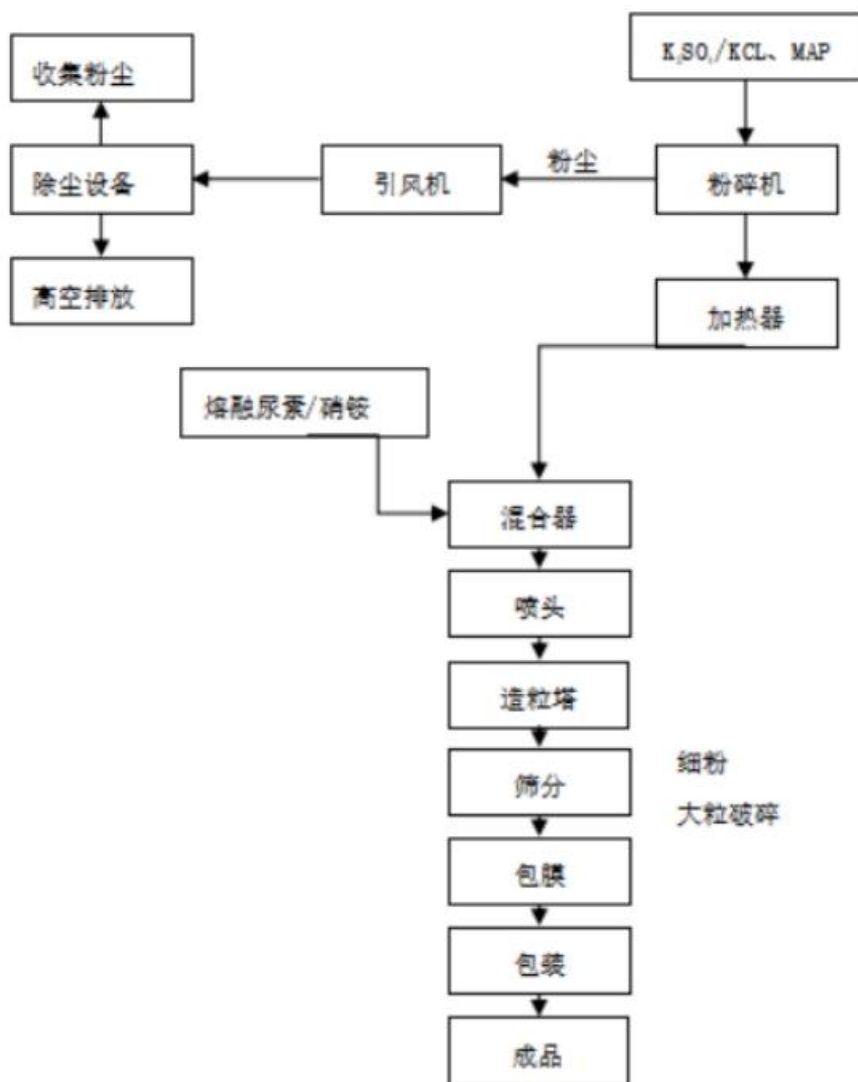 收集粉尘
K₂SO₄/KCL、MAP
除尘设备
引风机
粉尘
粉碎机
高空排放
加热器
熔融尿素/硝铵
混合器
喷头
造粒塔
筛分
细粉
大粒破碎
包膜
包装
成品